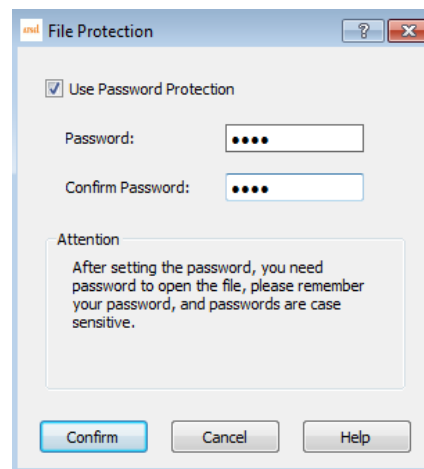 File Protection
Use Password Protection
Password: ●●●●
Confirm Password: ●●●●
Attention
After setting the password, you need
password to open the file, please remember
your password, and passwords are case
sensitive.
Confirm Cancel Help